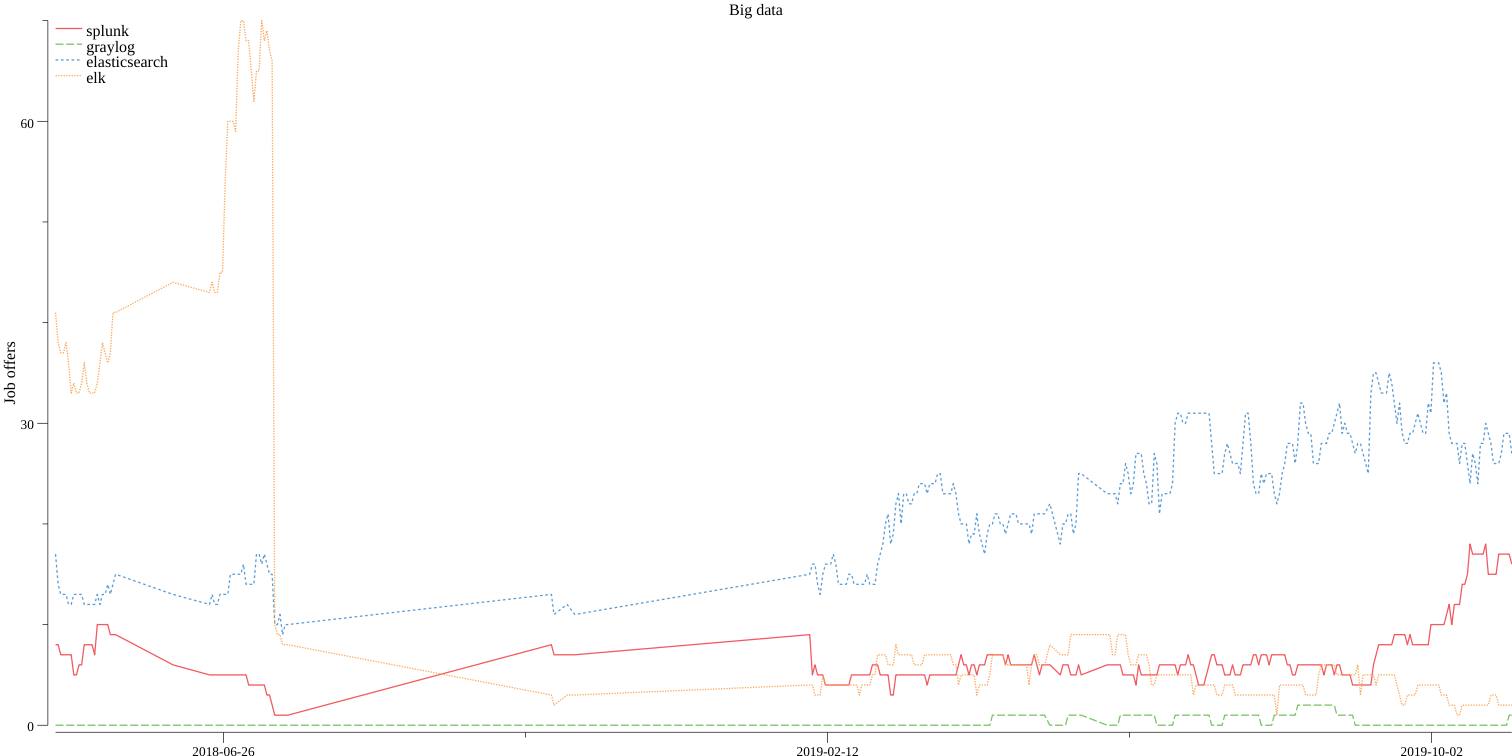 Big data
splunk
graylog
elasticsearch
elk
Job offers
60
30
0
2018-06-26
2019-02-12
2019-10-02